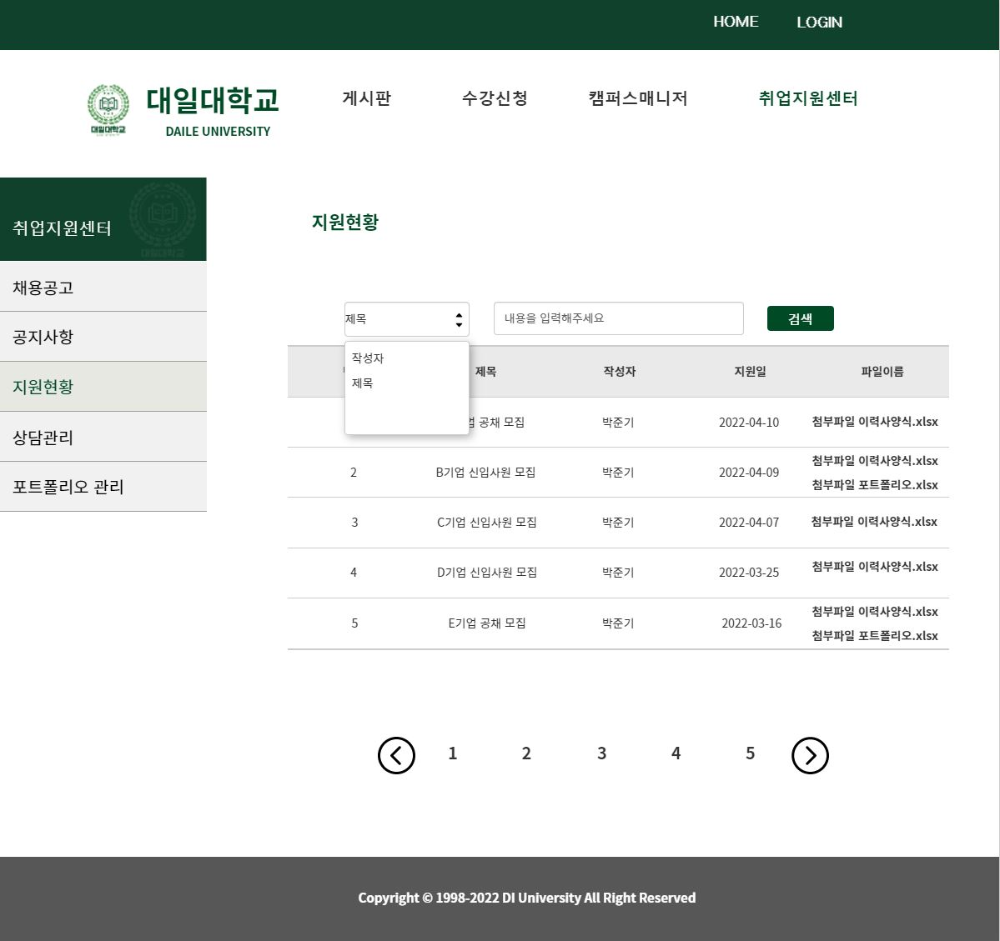 HOME LOGIN
대일대학교
DAILE UNIVERSITY
대일대학교
게시판 수강신청 캠퍼스매니저 취업지원센터
취업지원센터
대일대학교
채용공고
공지사항
지원현황
상담관리
포트폴리오 관리
지원현황
제목 내용을 입력해주세요 검색
작성자
제목
제목 작성자 지원일 파일이름
공채 모집 박준기 2022-04-10 첨부파일 이력사양식.xlsx
2 B기업 신입사원 모집 박준기 2022-04-09 첨부파일 이력사양식.xlsx
첨부파일 포트폴리오.xlsx
3 C기업 신입사원 모집 박준기 2022-04-07 첨부파일 이력사양식.xlsx
4 D기업 신입사원 모집 박준기 2022-03-25 첨부파일 이력사양식.xlsx
5 E기업 공채 모집 박준기 2022-03-16 첨부파일 이력사양식.xlsx
첨부파일 포트폴리오.xlsx
1 2 3 4 5
Copyright © 1998-2022 DI University All Right Reserved